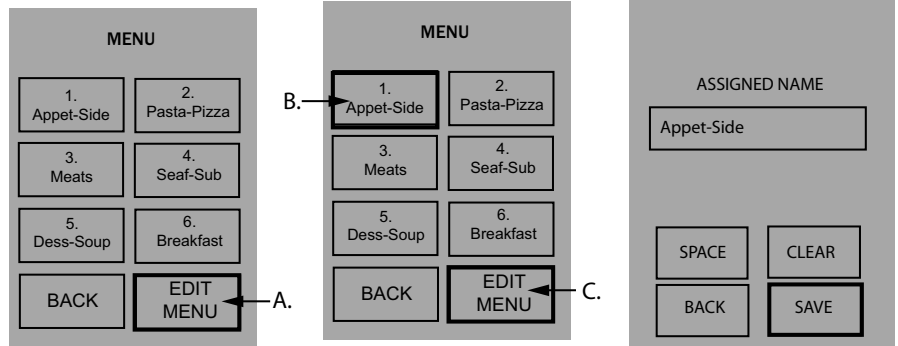 MENU
1.
Appet-Side
2.
Pasta-Pizza
3.
Meats
4.
Seaf-Sub
5.
Dess-Soup
6.
Breakfast
BACK
EDIT
MENU
A.
MENU
B.
1.
Appet-Side
2.
Pasta-Pizza
3.
Meats
4.
Seaf-Sub
5.
Dess-Soup
6.
Breakfast
BACK
EDIT
MENU
C.
ASSIGNED NAME
Appet-Side
SPACE
CLEAR
BACK
SAVE